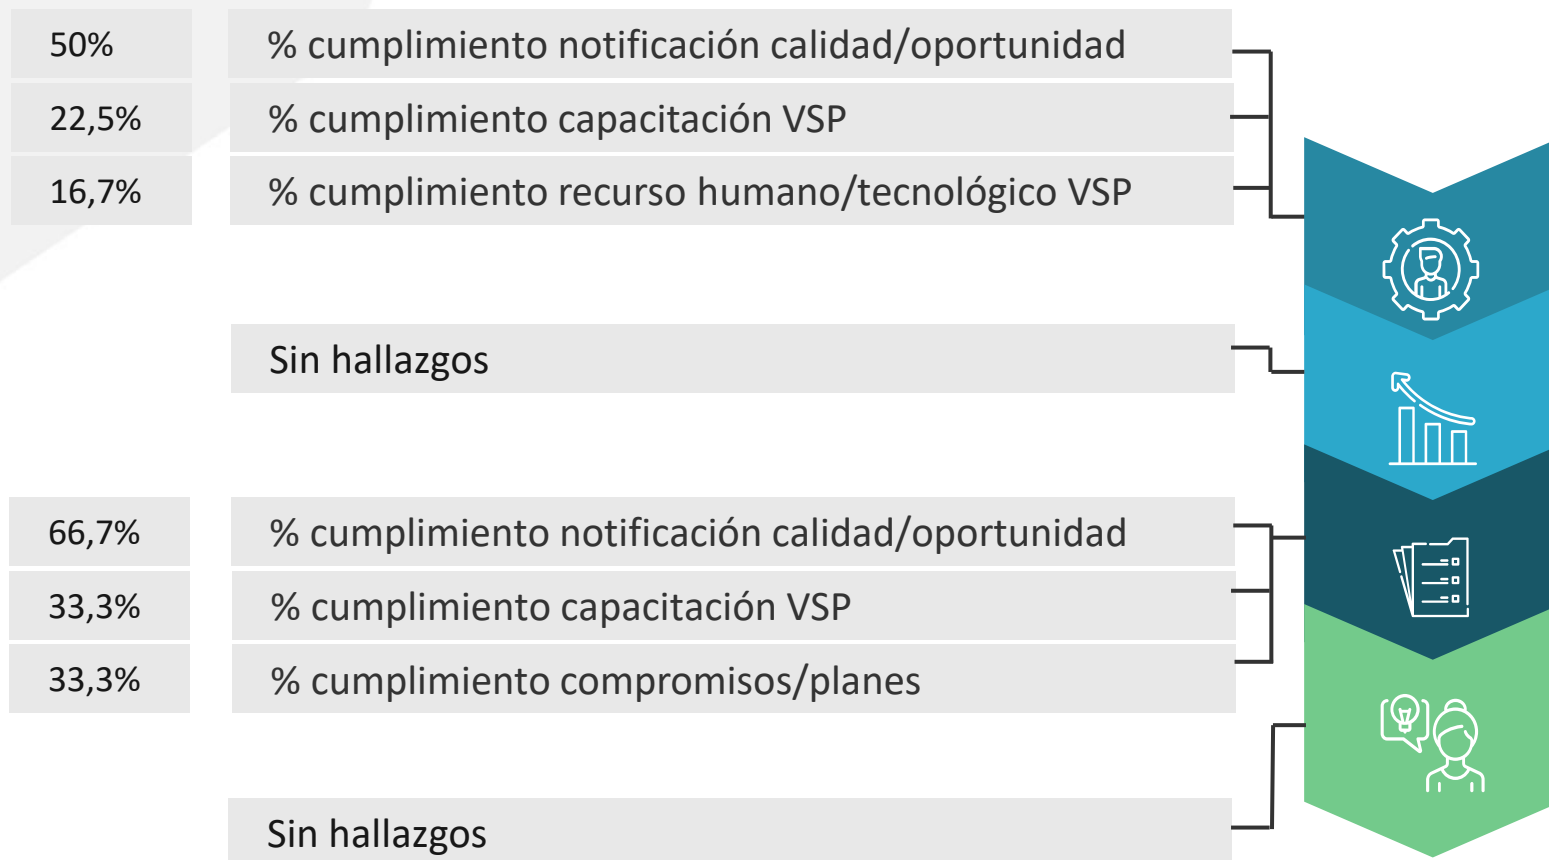 50% % cumplimiento notificación calidad/oportunidad
22,5% % cumplimiento capacitación VSP
16,7% % cumplimiento recurso humano/tecnológico VSP
Sin hallazgos
66,7% % cumplimiento notificación calidad/oportunidad
33,3% % cumplimiento capacitación VSP
33,3% % cumplimiento compromisos/planes
Sin hallazgos